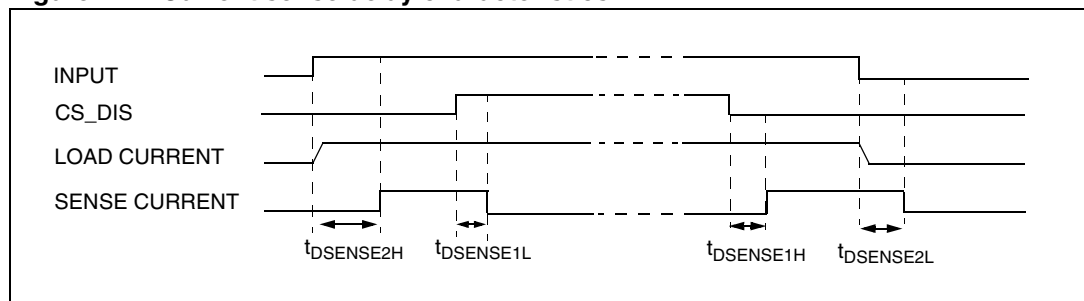 INPUT
CS_DIS
LOAD CURRENT
SENSE CURRENT
tDSENSE2H
tDSENSE1L
tDSENSE1H
tDSENSE2L